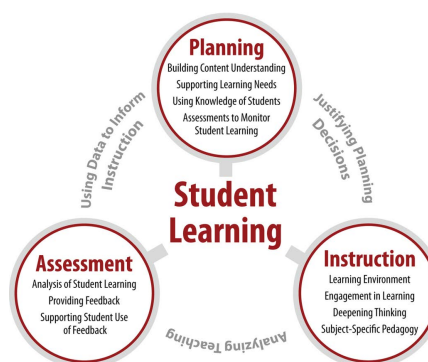 Planning
Building Content Understanding
Supporting Learning Needs
Using Knowledge of Students
Assessments to Monitor
Student Learning
Using Data to Inform
Instruction
Justifying Planning
Decisions
Student
Learning
Assessment
Analysis of Student Learning
Providing Feedback
Supporting Student Use
of Feedback
Instruction
Learning Environment
Engagement in Learning
Deepening Thinking
Subject-Specific Pedagogy
Analyzing Teaching